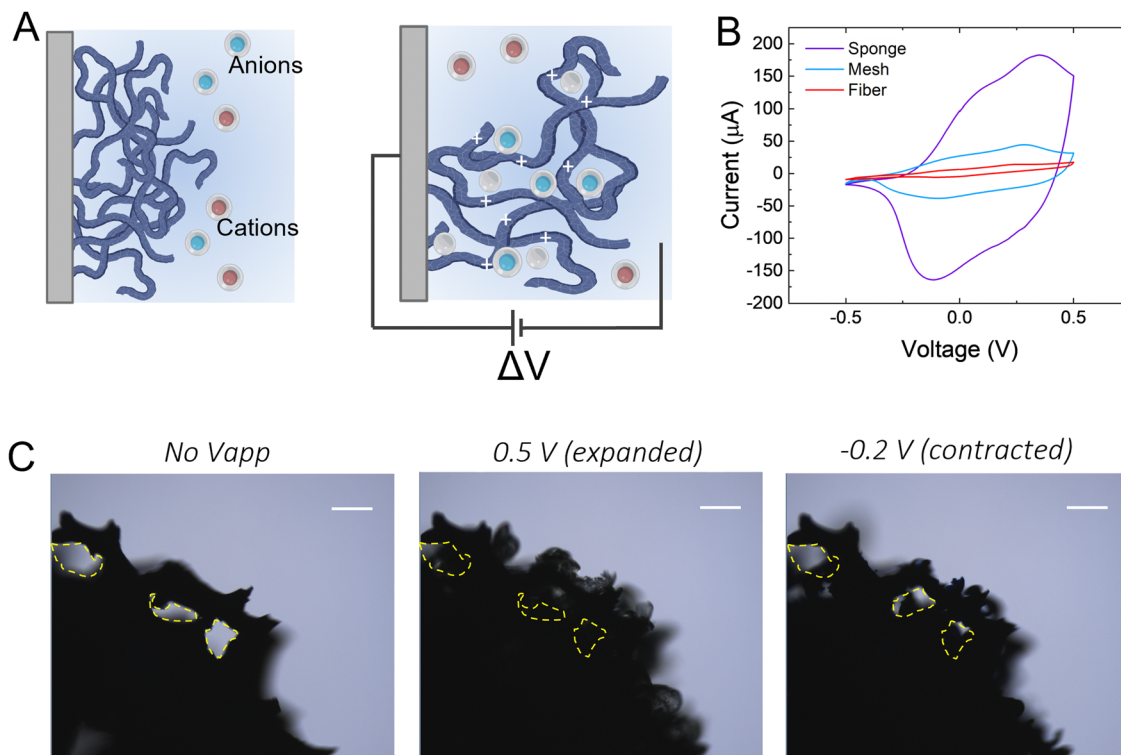 A
Anions
Cations
+
+
+
+
+
+
+
+
+
ΔV
B
Sponge
Mesh
Fiber
200
150
100
50
0
-50
-100
-150
-200
-0.5
0.0
0.5
Current (μA)
Voltage (V)
C
No Vapp
0.5 V (expanded)
-0.2 V (contracted)